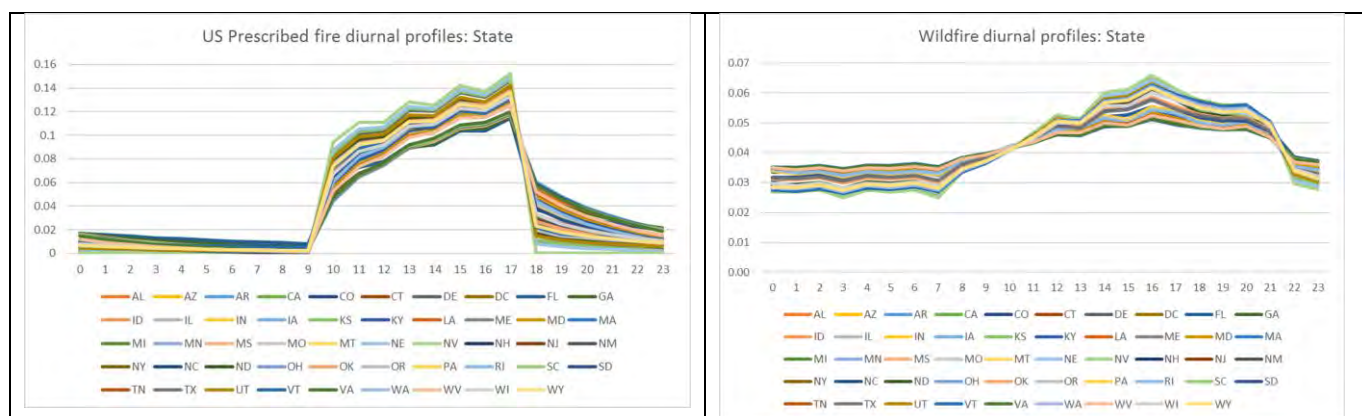 US Prescribed fire diurnal profiles: State
0.16
0.14
0.12
0.1
0.08
0.06
0.04
0.02
0
0 1 2 3 4 5 6 7 8 9 10 11 12 13 14 15 16 17 18 19 20 21 22 23
AL AZ AR CA CO CT DE DC FL GA
ID IL IN IA KS KY LA ME MD MA
MI MN MS MO MT NE NV NH NJ NM
NY NC ND OH OK OR PA RI SC SD
TN TX UT VT VA WA WV WI WY
Wildfire diurnal profiles: State
0.07
0.06
0.05
0.04
0.03
0.02
0.01
0.00
0 1 2 3 4 5 6 7 8 9 10 11 12 13 14 15 16 17 18 19 20 21 22 23
AL AZ AR CA CO CT DE DC FL GA
ID IL IN IA KS KY LA ME MD MA
MI MN MS MO MT NE NV NH NJ NM
NY NC ND OH OK OR PA RI SC SD
TN TX UT VT VA WA WV WI WY